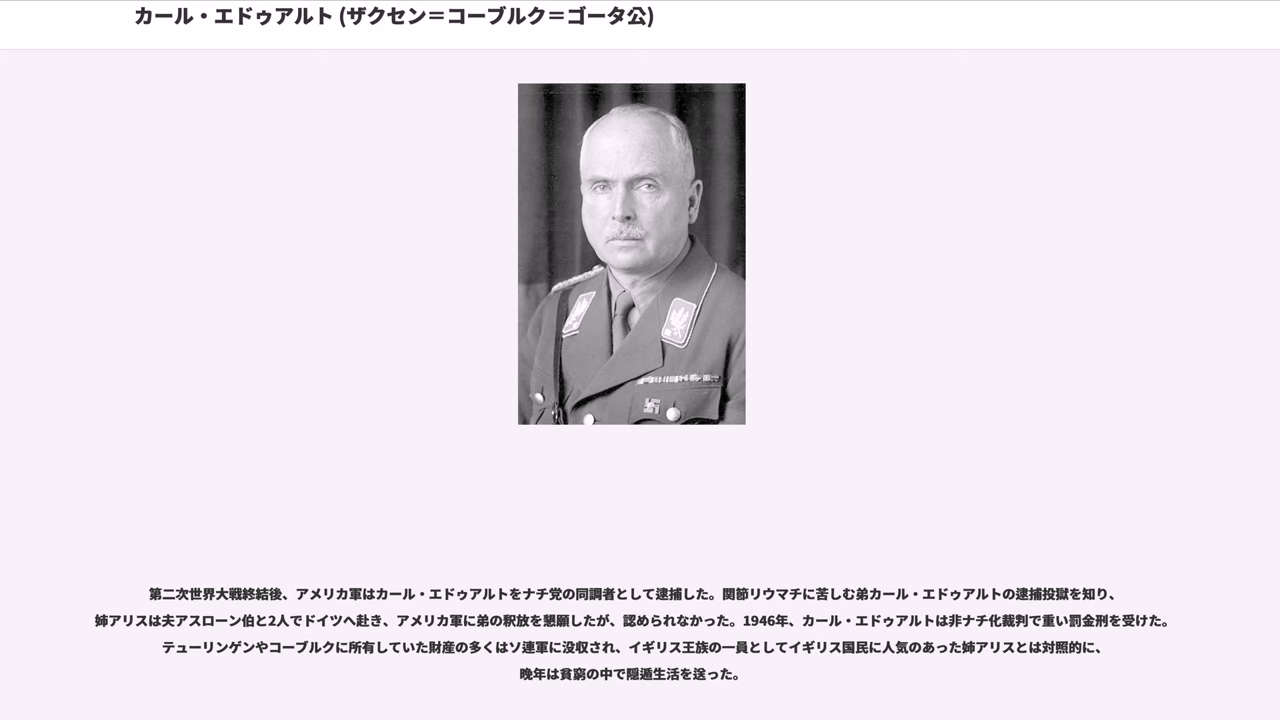 カール・エドゥアルト (ザクセン＝コーブルク＝ゴータ公)
第二次世界大戦終結後、アメリカ軍はカール・エドゥアルトをナチ党の同調者として逮捕した。関節リウマチに苦しむ弟カール・エドゥアルトの逮捕投獄を知り、
姉アリスは夫アスローン伯と2人でドイツへ赴き、アメリカ軍に弟の釈放を懇願したが、認められなかった。1946年、カール・エドゥアルトは非ナチ化裁判で重い罰金刑を受けた。
テューリンゲンやコーブルクに所有していた財産の多くはソ連軍に没収され、イギリス王族の一員としてイギリス国民に人気のあった姉アリスとは対照的に、
晩年は貧窮の中で隠遁生活を送った。